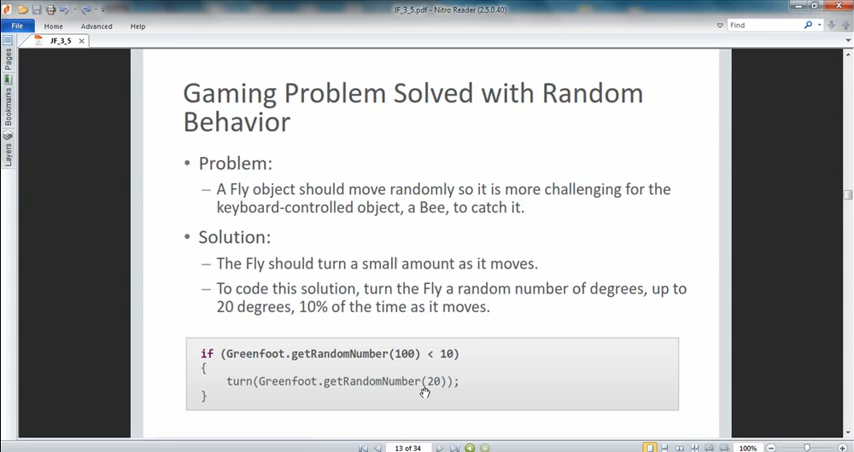 JF_3_5.pdf - Nitro Reader (2.5.0.40)
File Home Advanced Help
Find
JF_3_5
Pages
Bookmarks
Layers
Gaming Problem Solved with Random
Behavior
• Problem:
– A Fly object should move randomly so it is more challenging for the
keyboard-controlled object, a Bee, to catch it.
• Solution:
– The Fly should turn a small amount as it moves.
– To code this solution, turn the Fly a random number of degrees, up to
20 degrees, 10% of the time as it moves.
if (Greenfoot.getRandomNumber(100) < 10)
{
turn(Greenfoot.getRandomNumber(20));
}
13 of 34
100%